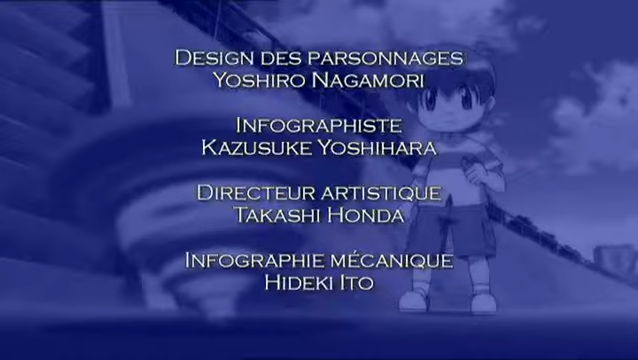 DESIGN DES PARSONNAGES
YOSHIRO NAGAMORI
INFOGRAPHISTE
KAZUSUKE YOSHIHARA
DIRECTEUR ARTISTIQUE
TAKASHI HONDA
INFOGRAPHIE MÉCANIQUE
HIDEKI ITO